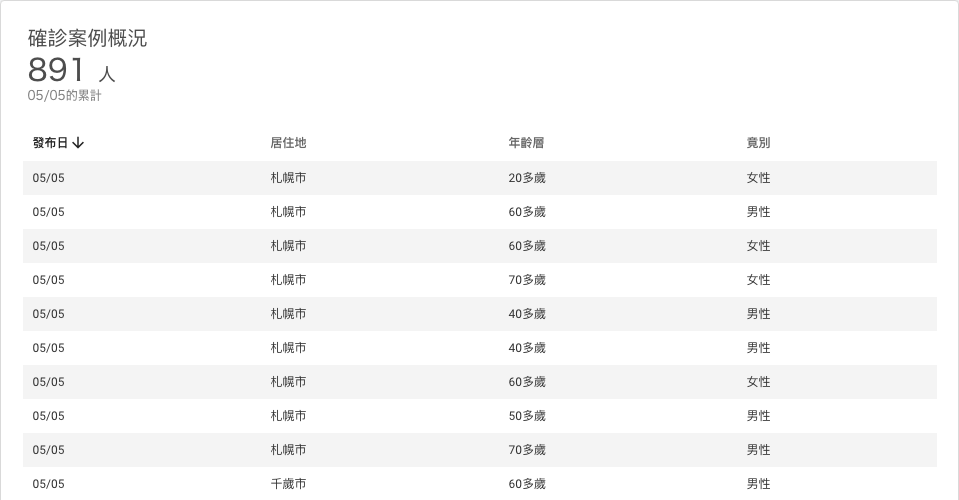 確診案例概況
891 人
05/05的累計
發布日 居住地 年齡層 竟別
05/05 札幌市 20多歲 女性
05/05 札幌市 60多歲 男性
05/05 札幌市 60多歲 女性
05/05 札幌市 70多歲 女性
05/05 札幌市 40多歲 男性
05/05 札幌市 40多歲 男性
05/05 札幌市 60多歲 女性
05/05 札幌市 50多歲 男性
05/05 札幌市 70多歲 男性
05/05 千歲市 60多歲 男性